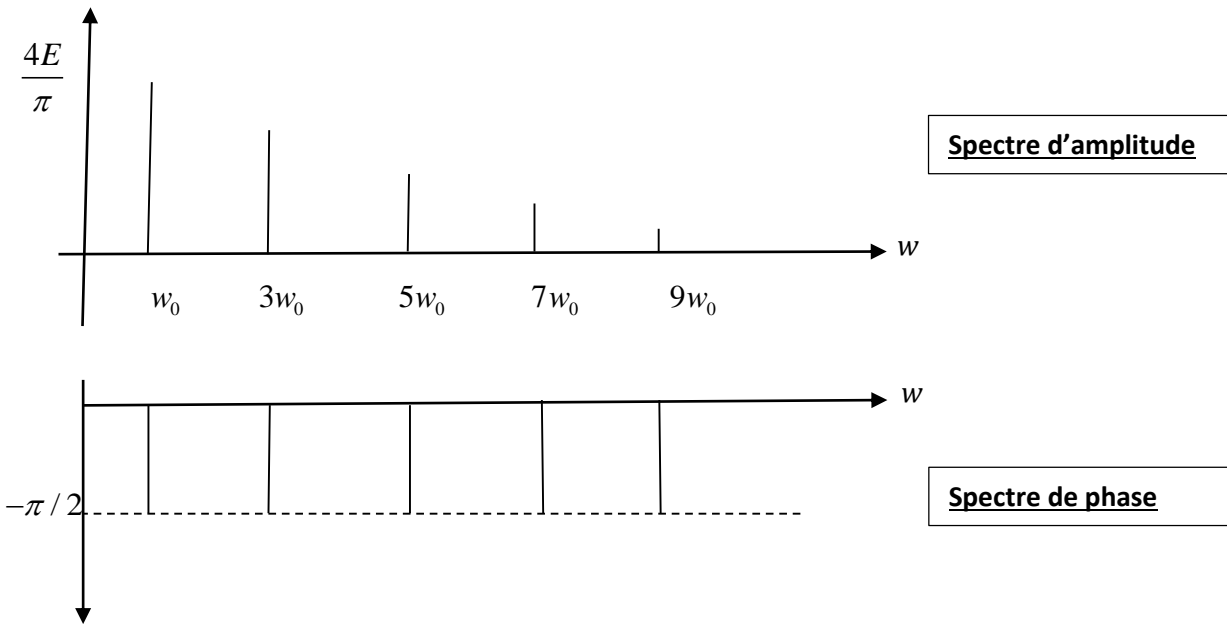 4E
π
Spectre d'amplitude
w
w₀ 3w₀ 5w₀ 7w₀ 9w₀
w
−π / 2
Spectre de phase